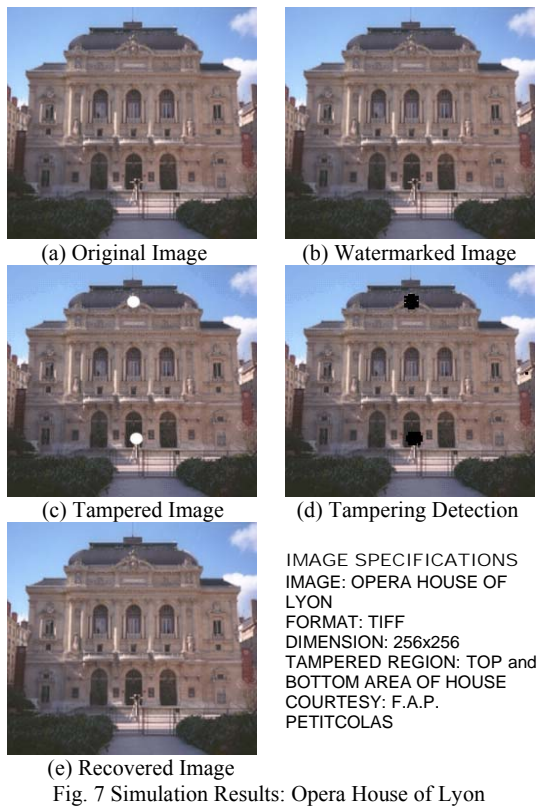 (a) Original Image
(b) Watermarked Image
(c) Tampered Image
(d) Tampering Detection
IMAGE SPECIFICATIONS
IMAGE: OPERA HOUSE OF
LYON
FORMAT: TIFF
DIMENSION: 256x256
TAMPERED REGION: TOP and
BOTTOM AREA OF HOUSE
COURTESY: F.A.P.
PETITCOLAS
(e) Recovered Image
Fig. 7 Simulation Results: Opera House of Lyon